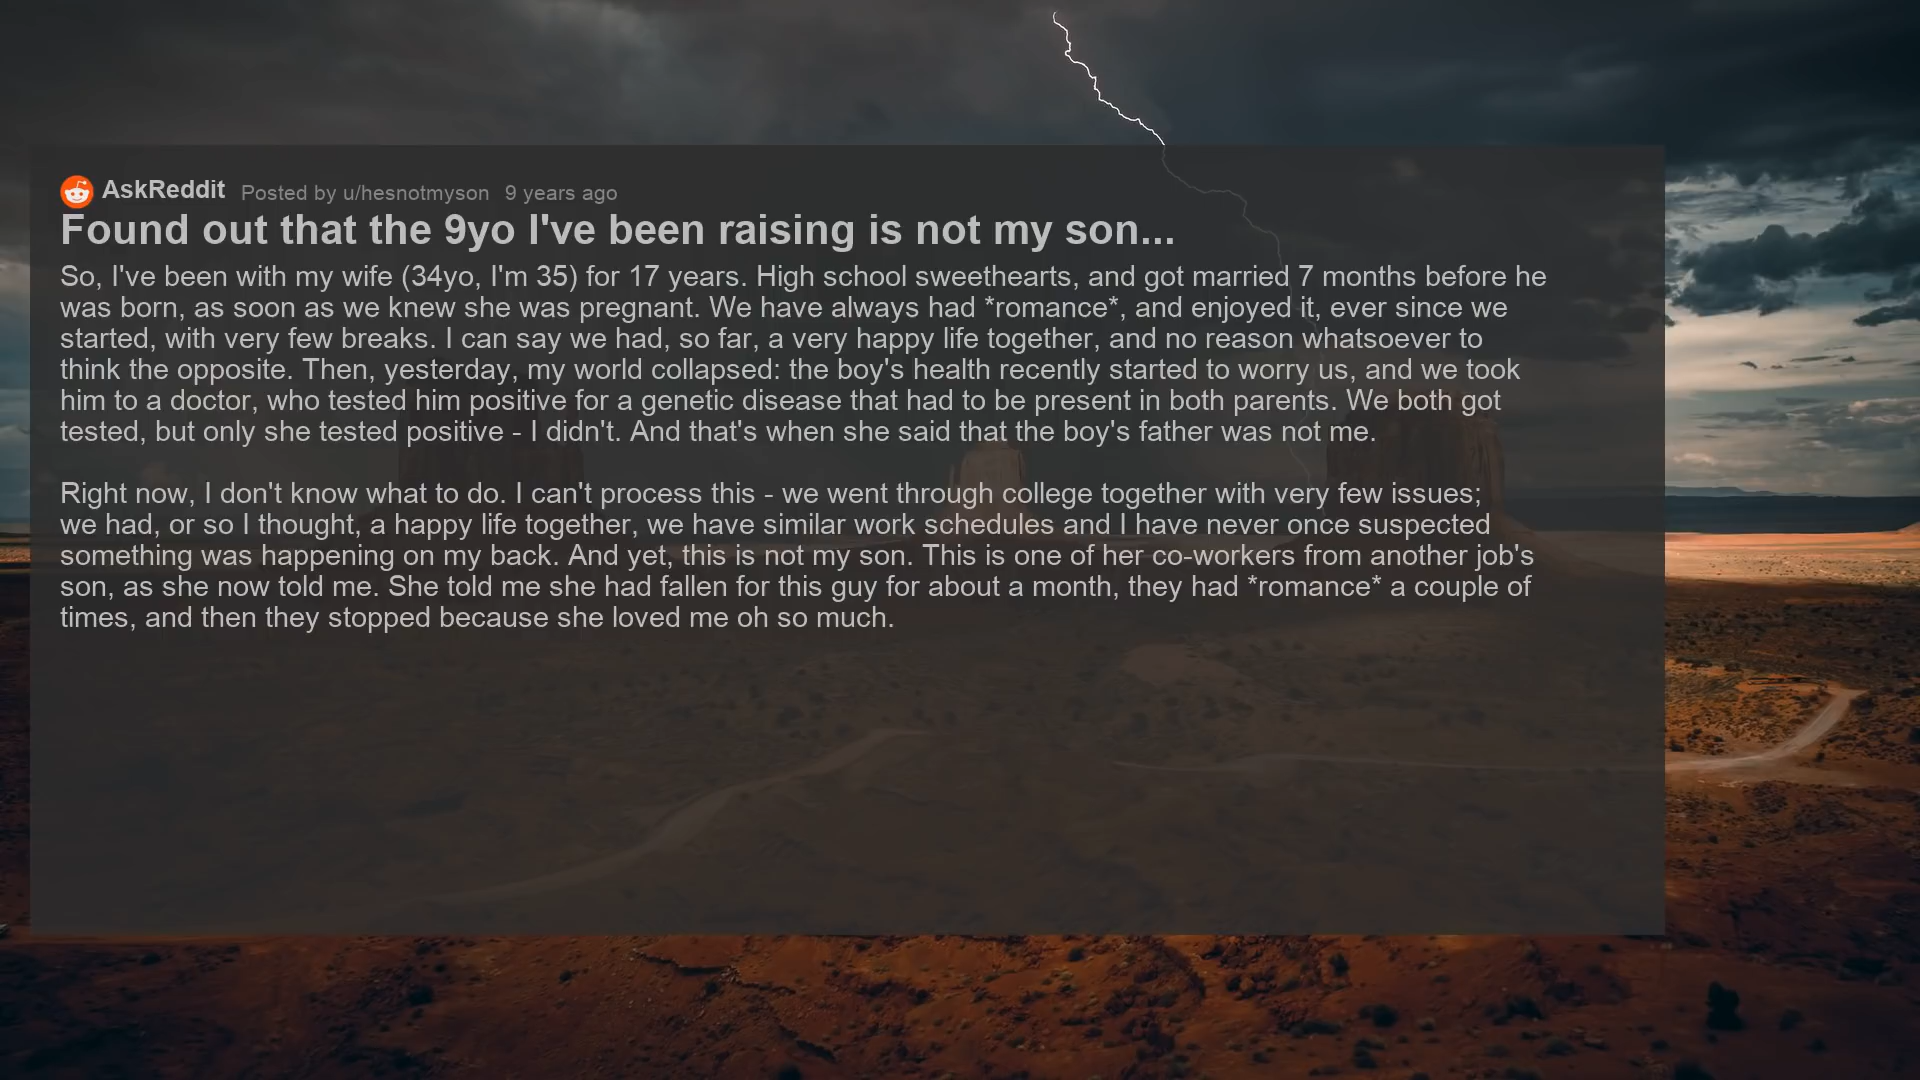 AskReddit Posted by u/hesnotmyson 9 years ago
Found out that the 9yo I've been raising is not my son...
So, I've been with my wife (34yo, I'm 35) for 17 years. High school sweethearts, and got married 7 months before he
was born, as soon as we knew she was pregnant. We have always had *romance*, and enjoyed it, ever since we
started, with very few breaks. I can say we had, so far, a very happy life together, and no reason whatsoever to
think the opposite. Then, yesterday, my world collapsed: the boy's health recently started to worry us, and we took
him to a doctor, who tested him positive for a genetic disease that had to be present in both parents. We both got
tested, but only she tested positive - I didn't. And that's when she said that the boy's father was not me.
Right now, I don't know what to do. I can't process this - we went through college together with very few issues;
we had, or so I thought, a happy life together, we have similar work schedules and I have never once suspected
something was happening on my back. And yet, this is not my son. This is one of her co-workers from another job's
son, as she now told me. She told me she had fallen for this guy for about a month, they had *romance* a couple of
times, and then they stopped because she loved me oh so much.